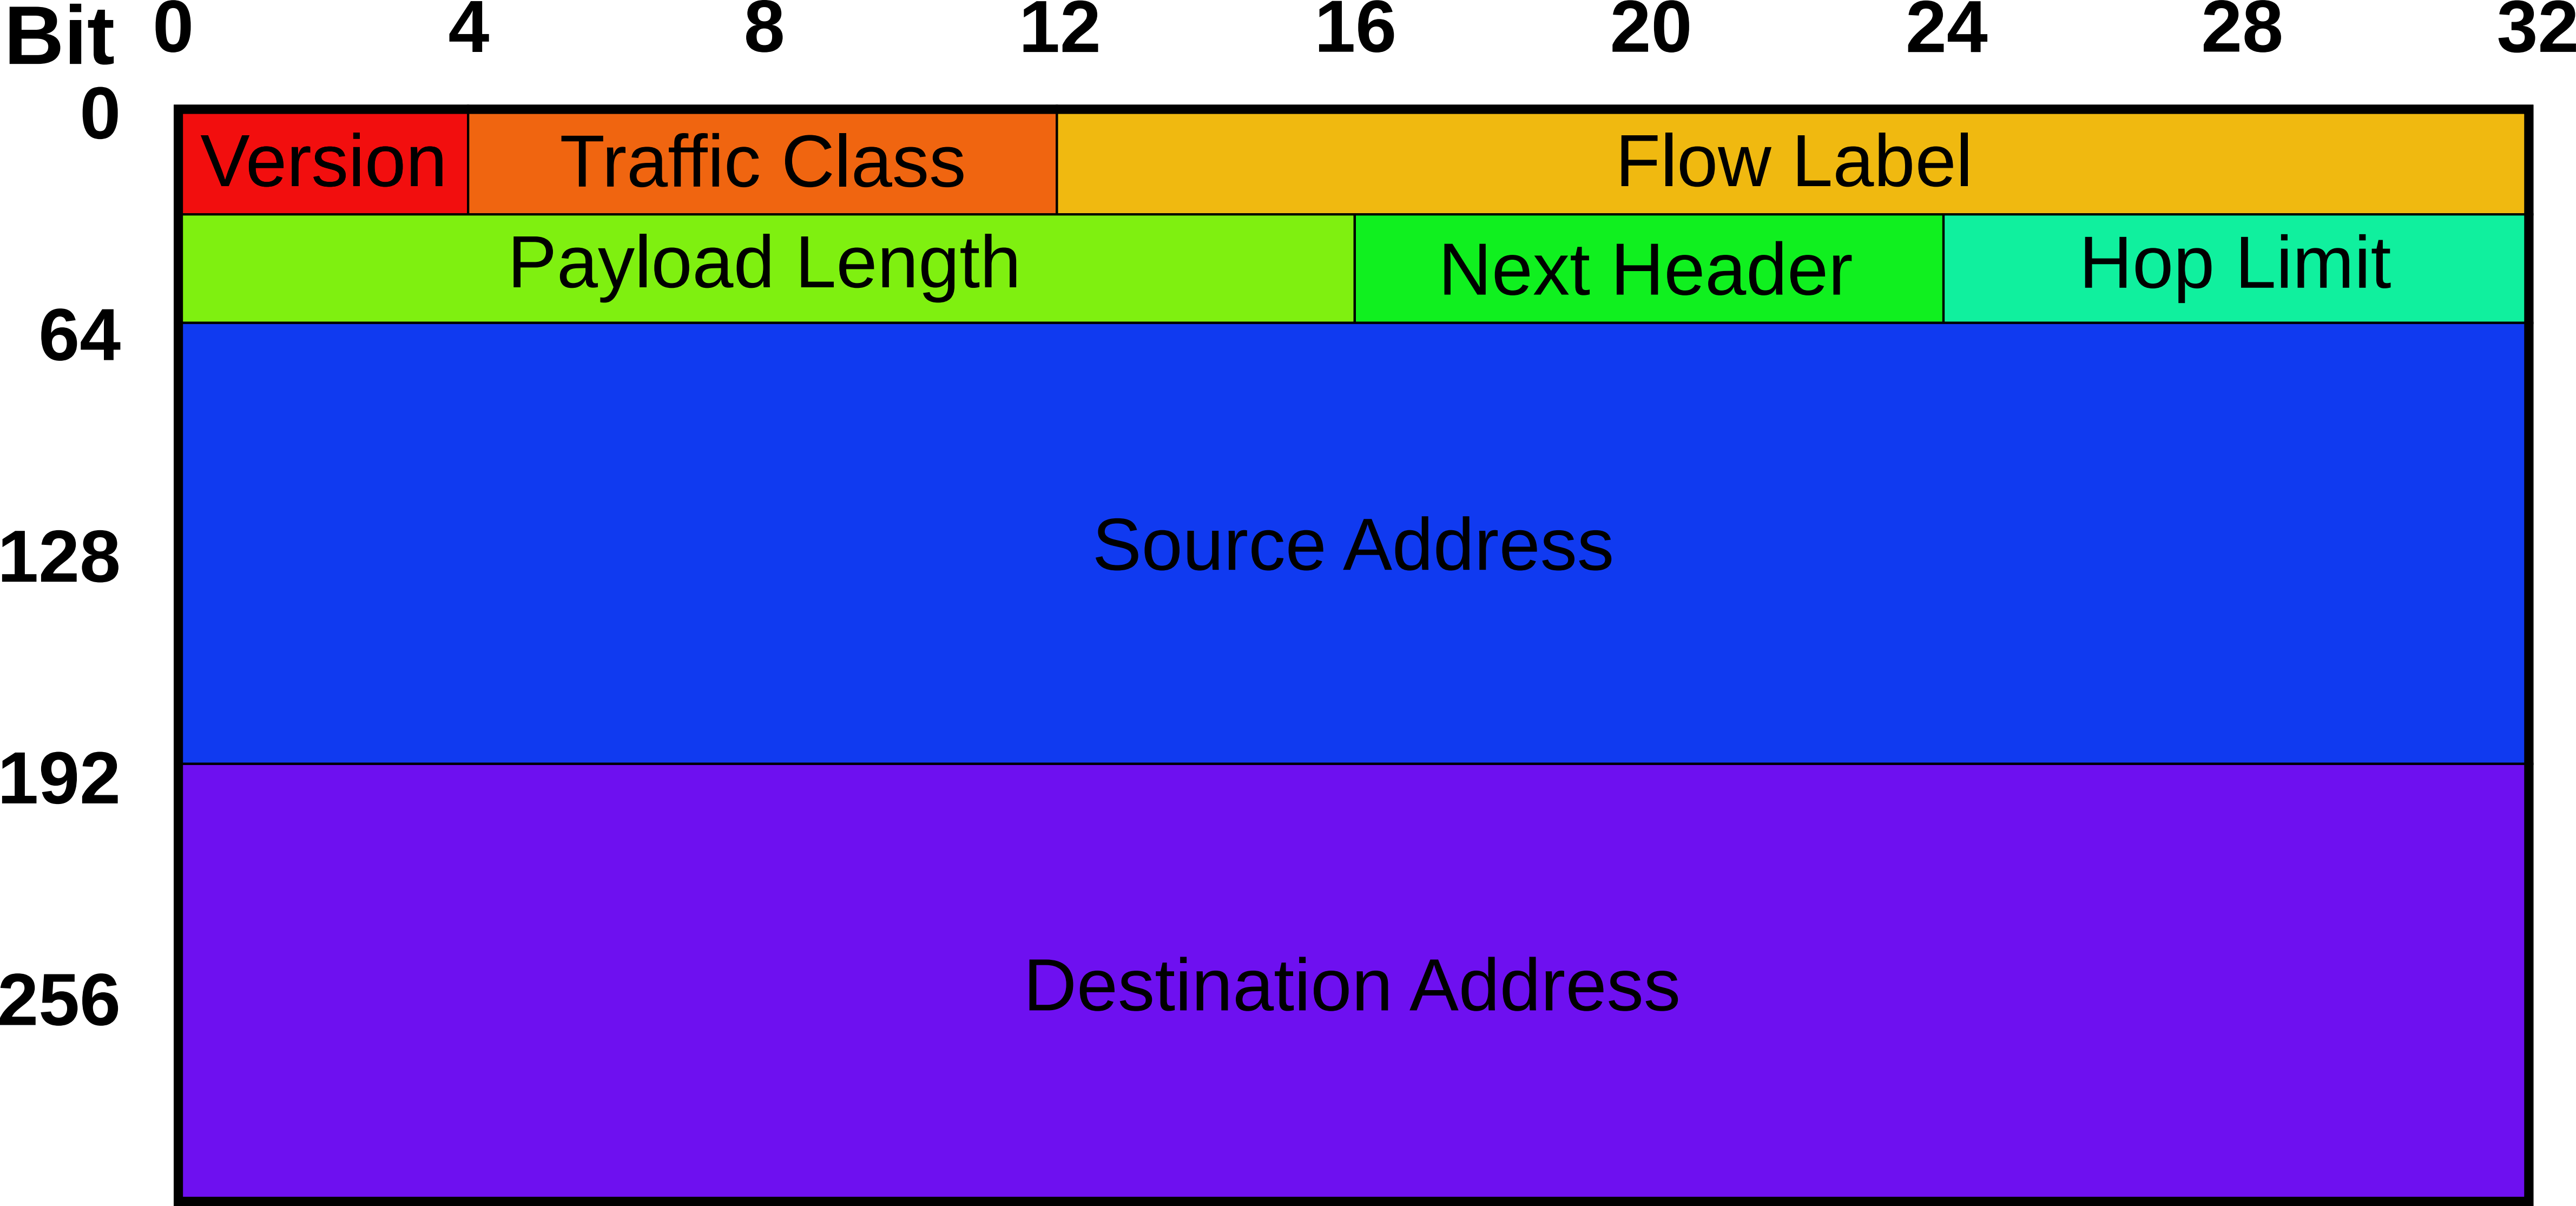 Bit 0 4 8 12 16 20 24 28 32
0
Version Traffic Class Flow Label
Payload Length Next Header Hop Limit
64
Source Address
128
192
Destination Address
256